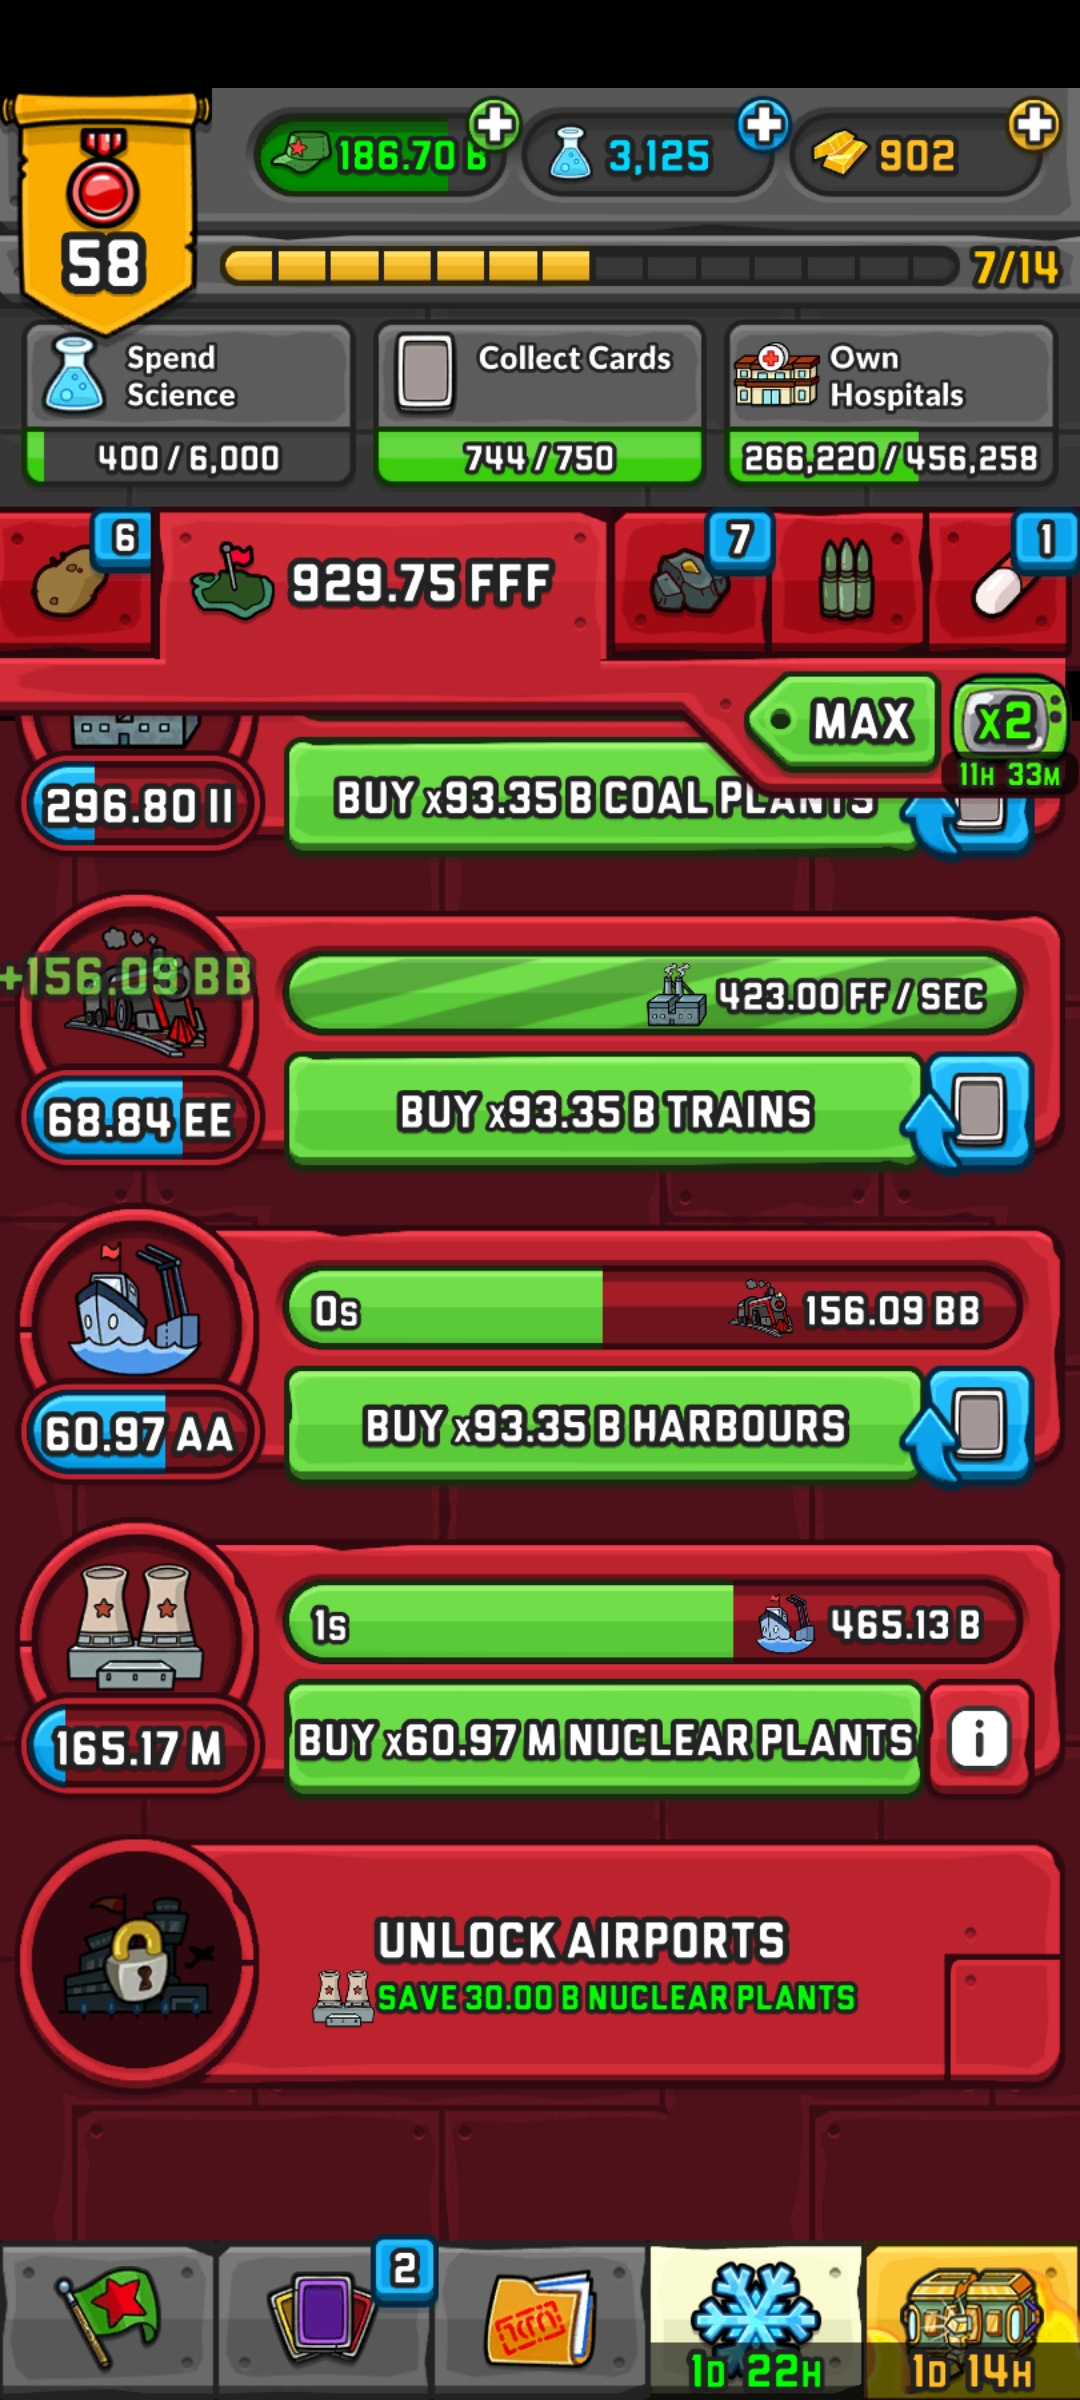 186.70 B
3,125
902
58
7/14
Spend
Science
400 / 6,000
Collect Cards
744 / 750
Own
Hospitals
266,220 / 456,258
6
929.75 FFF
7
1
MAX
x2
11H 33M
296.80 II
BUY x93.35 B COAL PLANTS
+156.09 BB
423.00 FF / SEC
68.84 EE
BUY x93.35 B TRAINS
0s
156.09 BB
60.97 AA
BUY x93.35 B HARBOURS
1s
465.13 B
165.17 M
BUY x60.97 M NUCLEAR PLANTS
i
UNLOCK AIRPORTS
SAVE 30.00 B NUCLEAR PLANTS
2
1D 22H
1D 14H